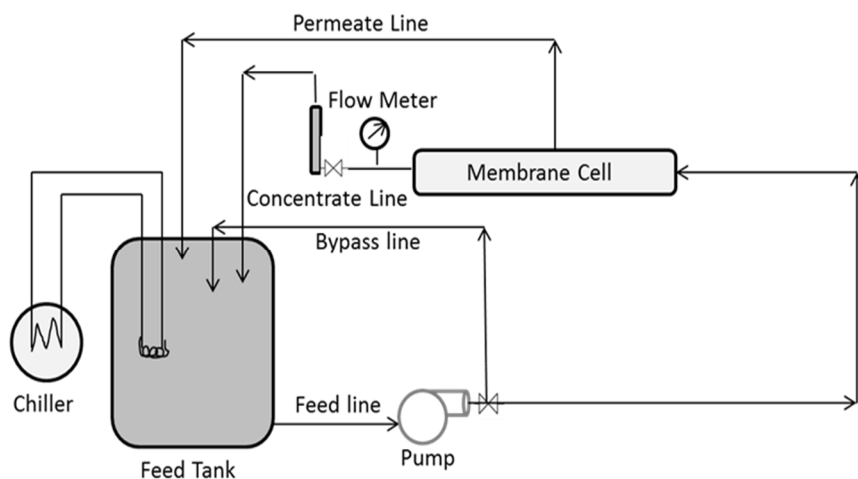 Permeate Line
Flow Meter
Membrane Cell
Concentrate Line
Bypass line
Chiller
Feed line
Pump
Feed Tank